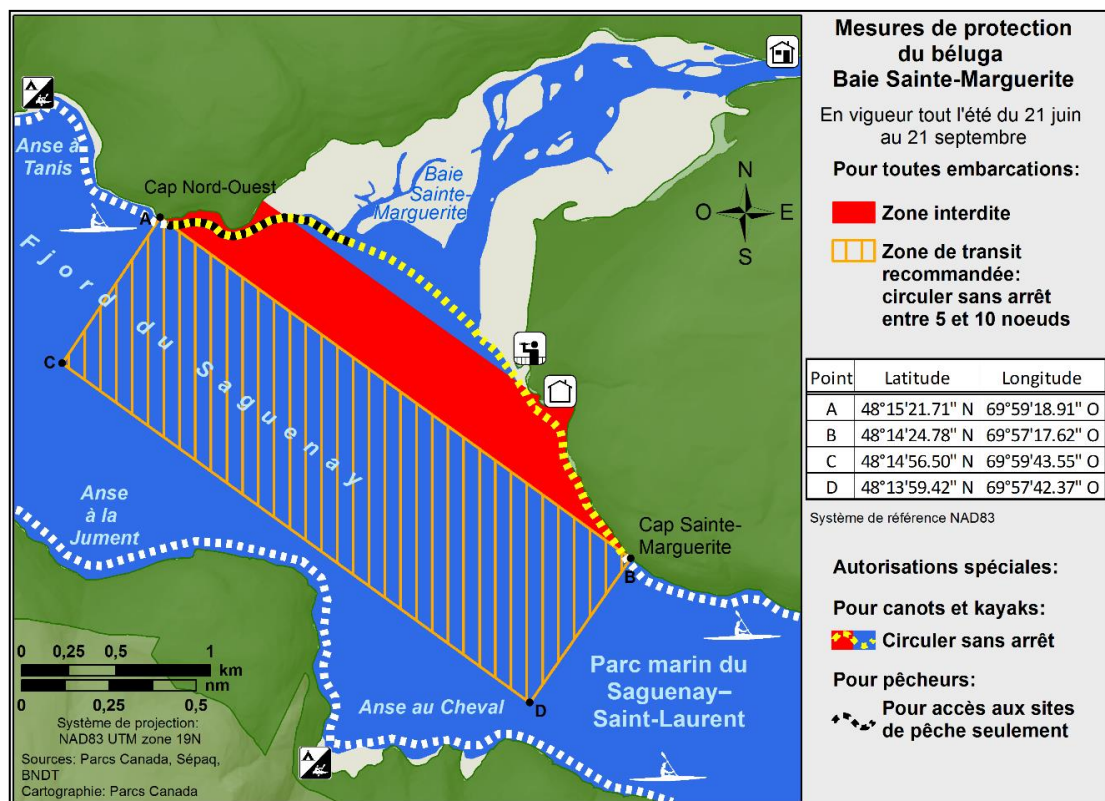 Mesures de protection
du béluga
Baie Sainte-Marguerite
En vigueur tout l'été du 21 juin
au 21 septembre
Pour toutes embarcations:
Zone interdite
Zone de transit
recommandée:
circuler sans arrêt
entre 5 et 10 noeuds
Point Latitude Longitude
A 48°15'21.71" N 69°59'18.91" O
B 48°14'24.78" N 69°57'17.62" O
C 48°14'56.50" N 69°59'43.55" O
D 48°13'59.42" N 69°57'42.37" O
Système de référence NAD83
Autorisations spéciales:
Pour canots et kayaks:
Circuler sans arrêt
Pour pêcheurs:
Pour accès aux sites
de pêche seulement
Anse à
Tanis
Cap Nord-Ouest
Baie
Sainte-
Marguerite
N
O E
S
A
Fjord du Saguenay
C
Anse
à la
Jument
Cap Sainte-
Marguerite
B
Parc marin du
Saguenay–
Saint-Laurent
Anse au Cheval
D
0 0,25 0,5 1
km
nm
0 0,5
Système de projection:
NAD83 UTM zone 19N
Sources: Parcs Canada, Sépaq,
BNDT
Cartographie: Parcs Canada